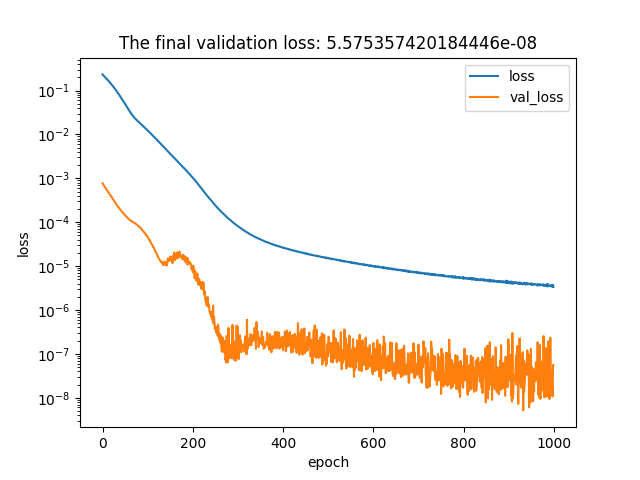 The final validation loss: 5.575357420184446e-08
loss
val_loss
10⁻¹
10⁻²
10⁻³
10⁻⁴
10⁻⁵
10⁻⁶
10⁻⁷
10⁻⁸
loss
0 200 400 600 800 1000
epoch